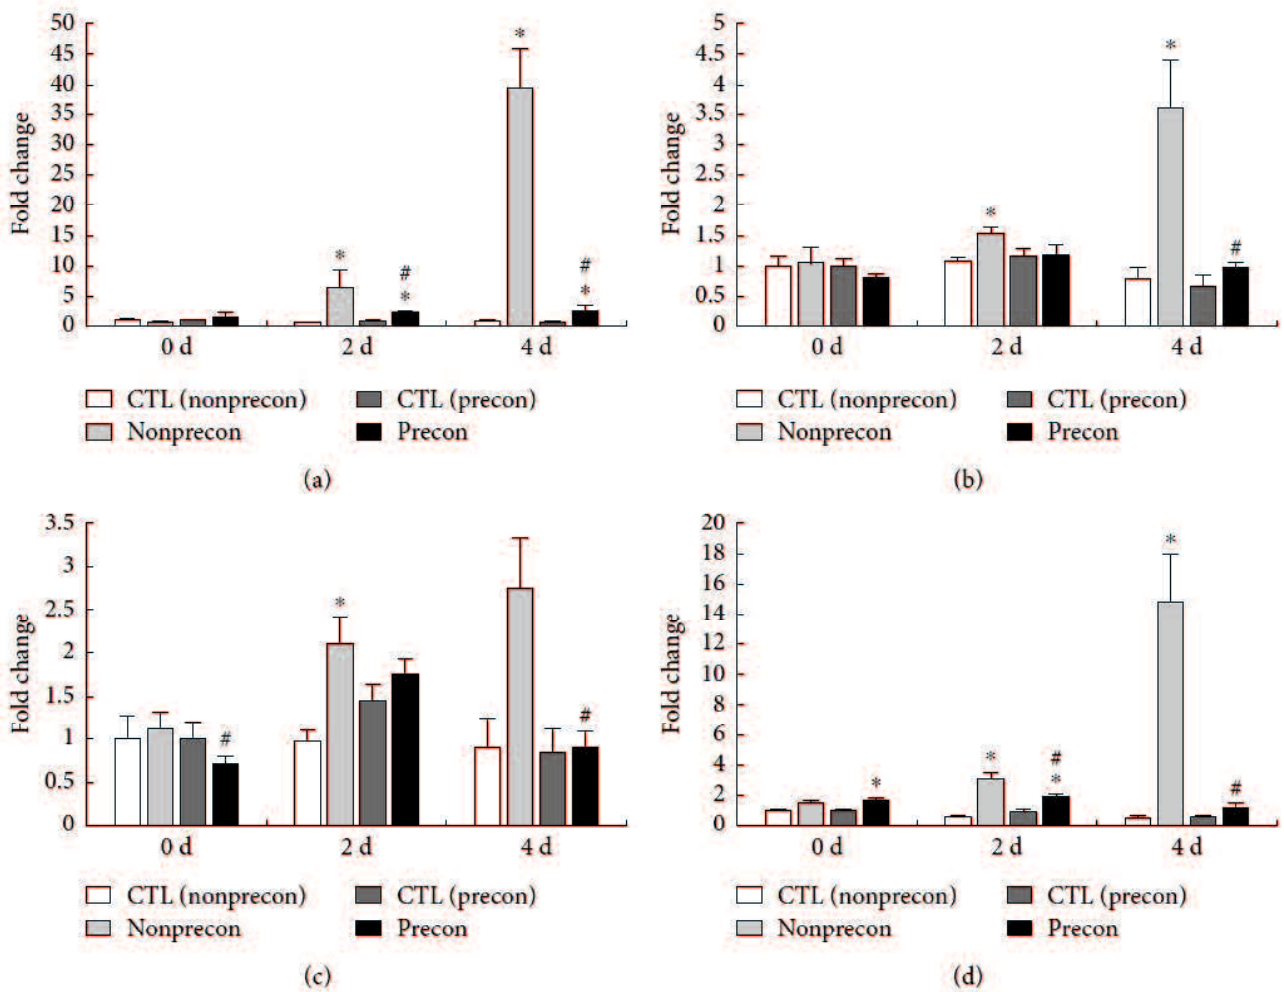 50
45
40
35
30
25
20
15
10
5
0
Fold change
*
*
#
*
#
*
0 d 2 d 4 d
CTL (nonprecon) CTL (precon)
Nonprecon Precon
(a)
5
4.5
4
3.5
3
2.5
2
1.5
1
0.5
0
Fold change
*
*
#
0 d 2 d 4 d
CTL (nonprecon) CTL (precon)
Nonprecon Precon
(b)
3.5
3
2.5
2
1.5
1
0.5
0
Fold change
#
*
#
0 d 2 d 4 d
CTL (nonprecon) CTL (precon)
Nonprecon Precon
(c)
20
18
16
14
12
10
8
6
4
2
0
Fold change
*
*
#
*
*
#
0 d 2 d 4 d
CTL (nonprecon) CTL (precon)
Nonprecon Precon
(d)